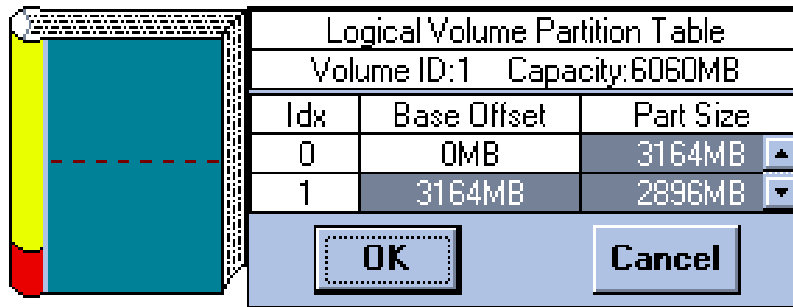 Logical Volume Partition Table
Volume ID:1 Capacity:6060MB
Idx Base Offset Part Size
0 0MB 3164MB
1 3164MB 2896MB
OK Cancel